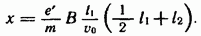 x = \frac{e'}{m} B \frac{l_1}{v_0} \left( \frac{1}{2} l_1 + l_2 \right).